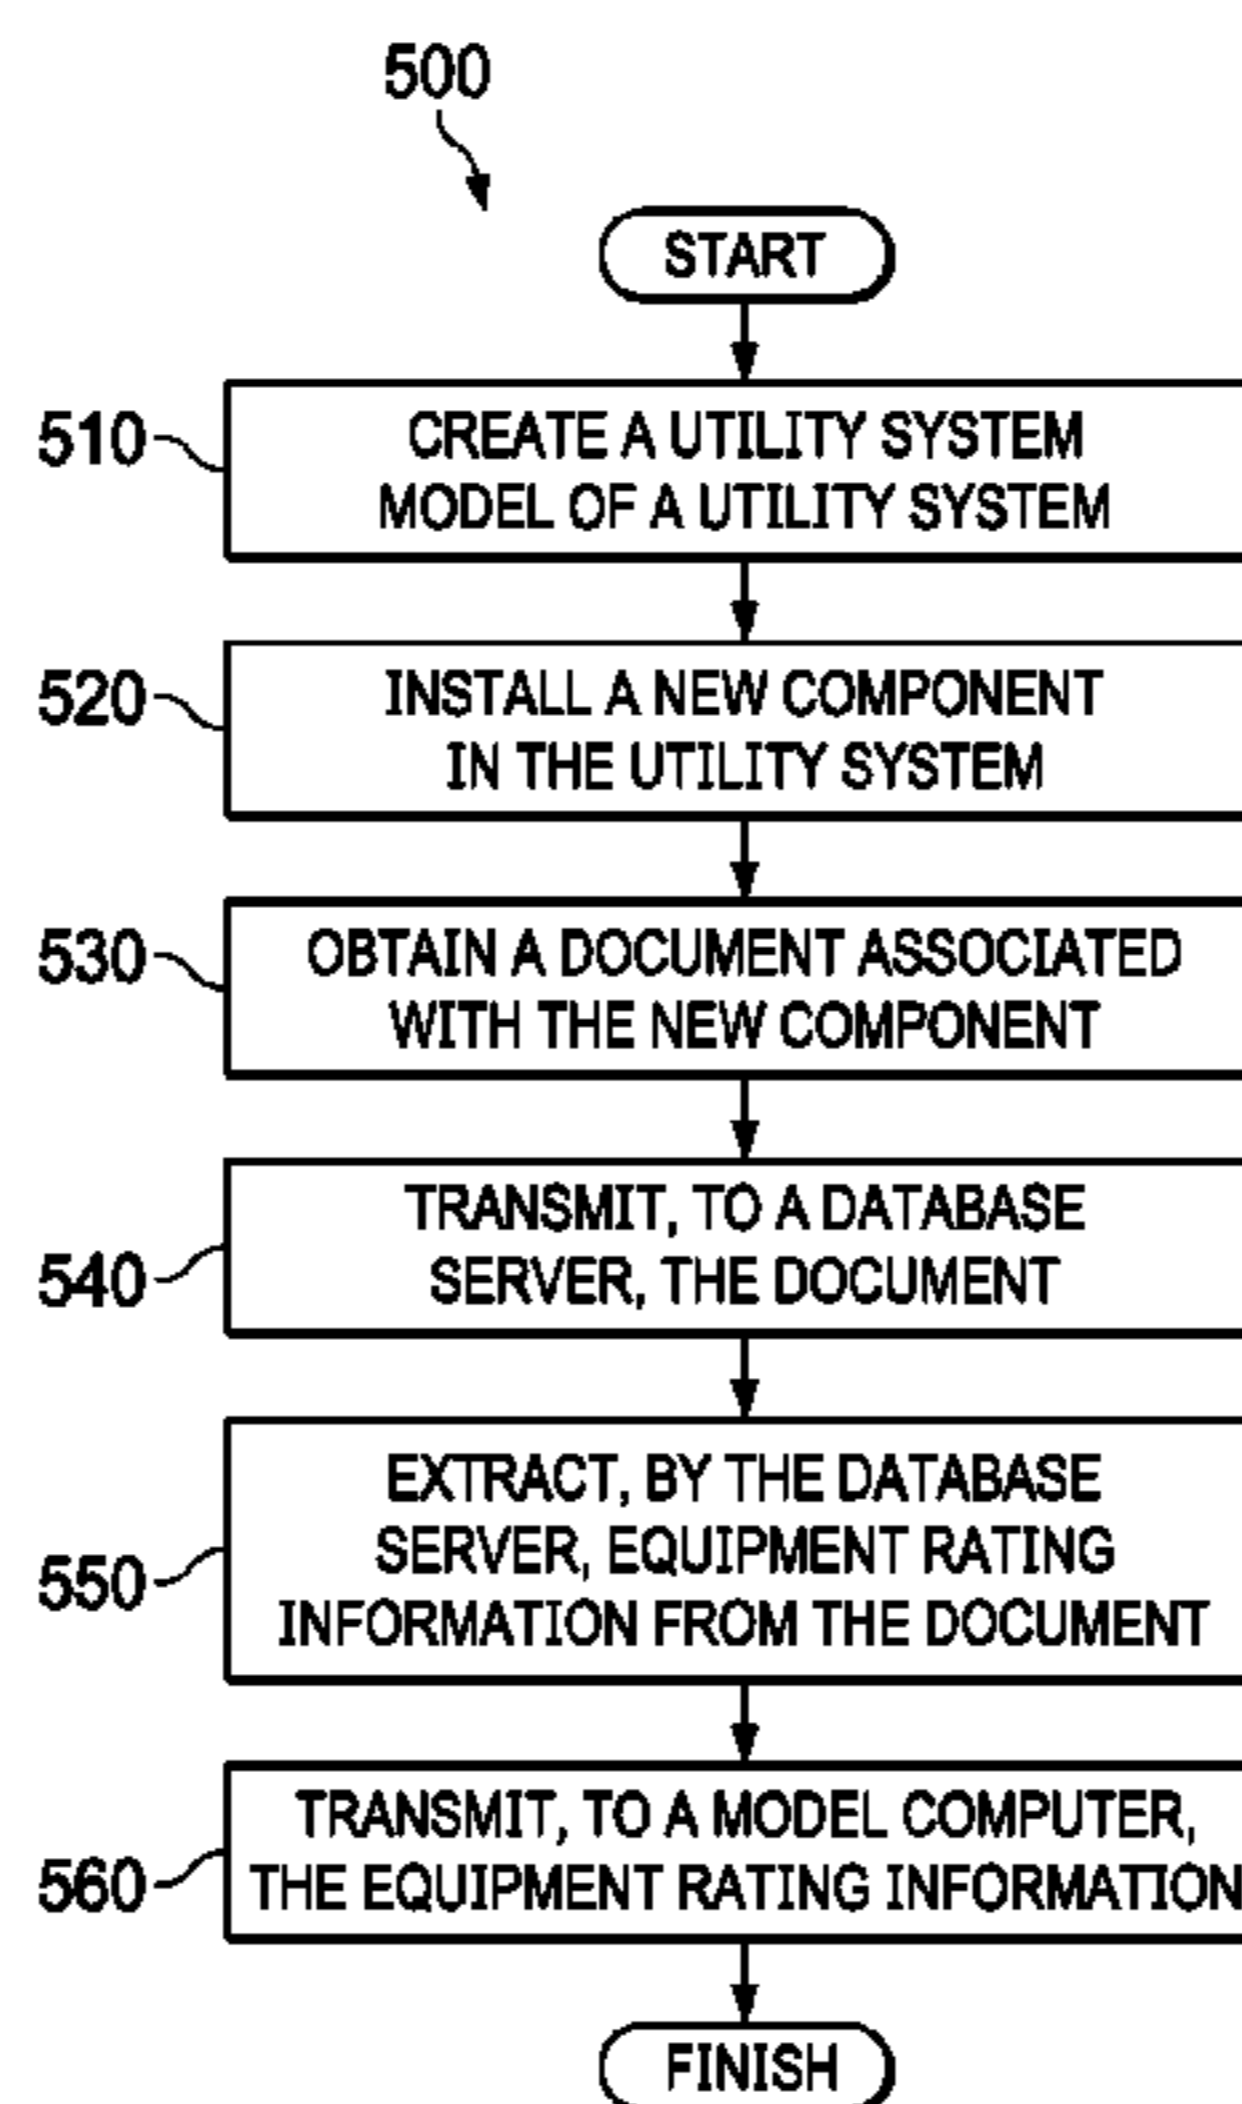 500
START
510
CREATE A UTILITY SYSTEM
MODEL OF A UTILITY SYSTEM
520
INSTALL A NEW COMPONENT
IN THE UTILITY SYSTEM
530
OBTAIN A DOCUMENT ASSOCIATED
WITH THE NEW COMPONENT
540
TRANSMIT, TO A DATABASE
SERVER, THE DOCUMENT
550
EXTRACT, BY THE DATABASE
SERVER, EQUIPMENT RATING
INFORMATION FROM THE DOCUMENT
560
TRANSMIT, TO A MODEL COMPUTER,
THE EQUIPMENT RATING INFORMATION
FINISH